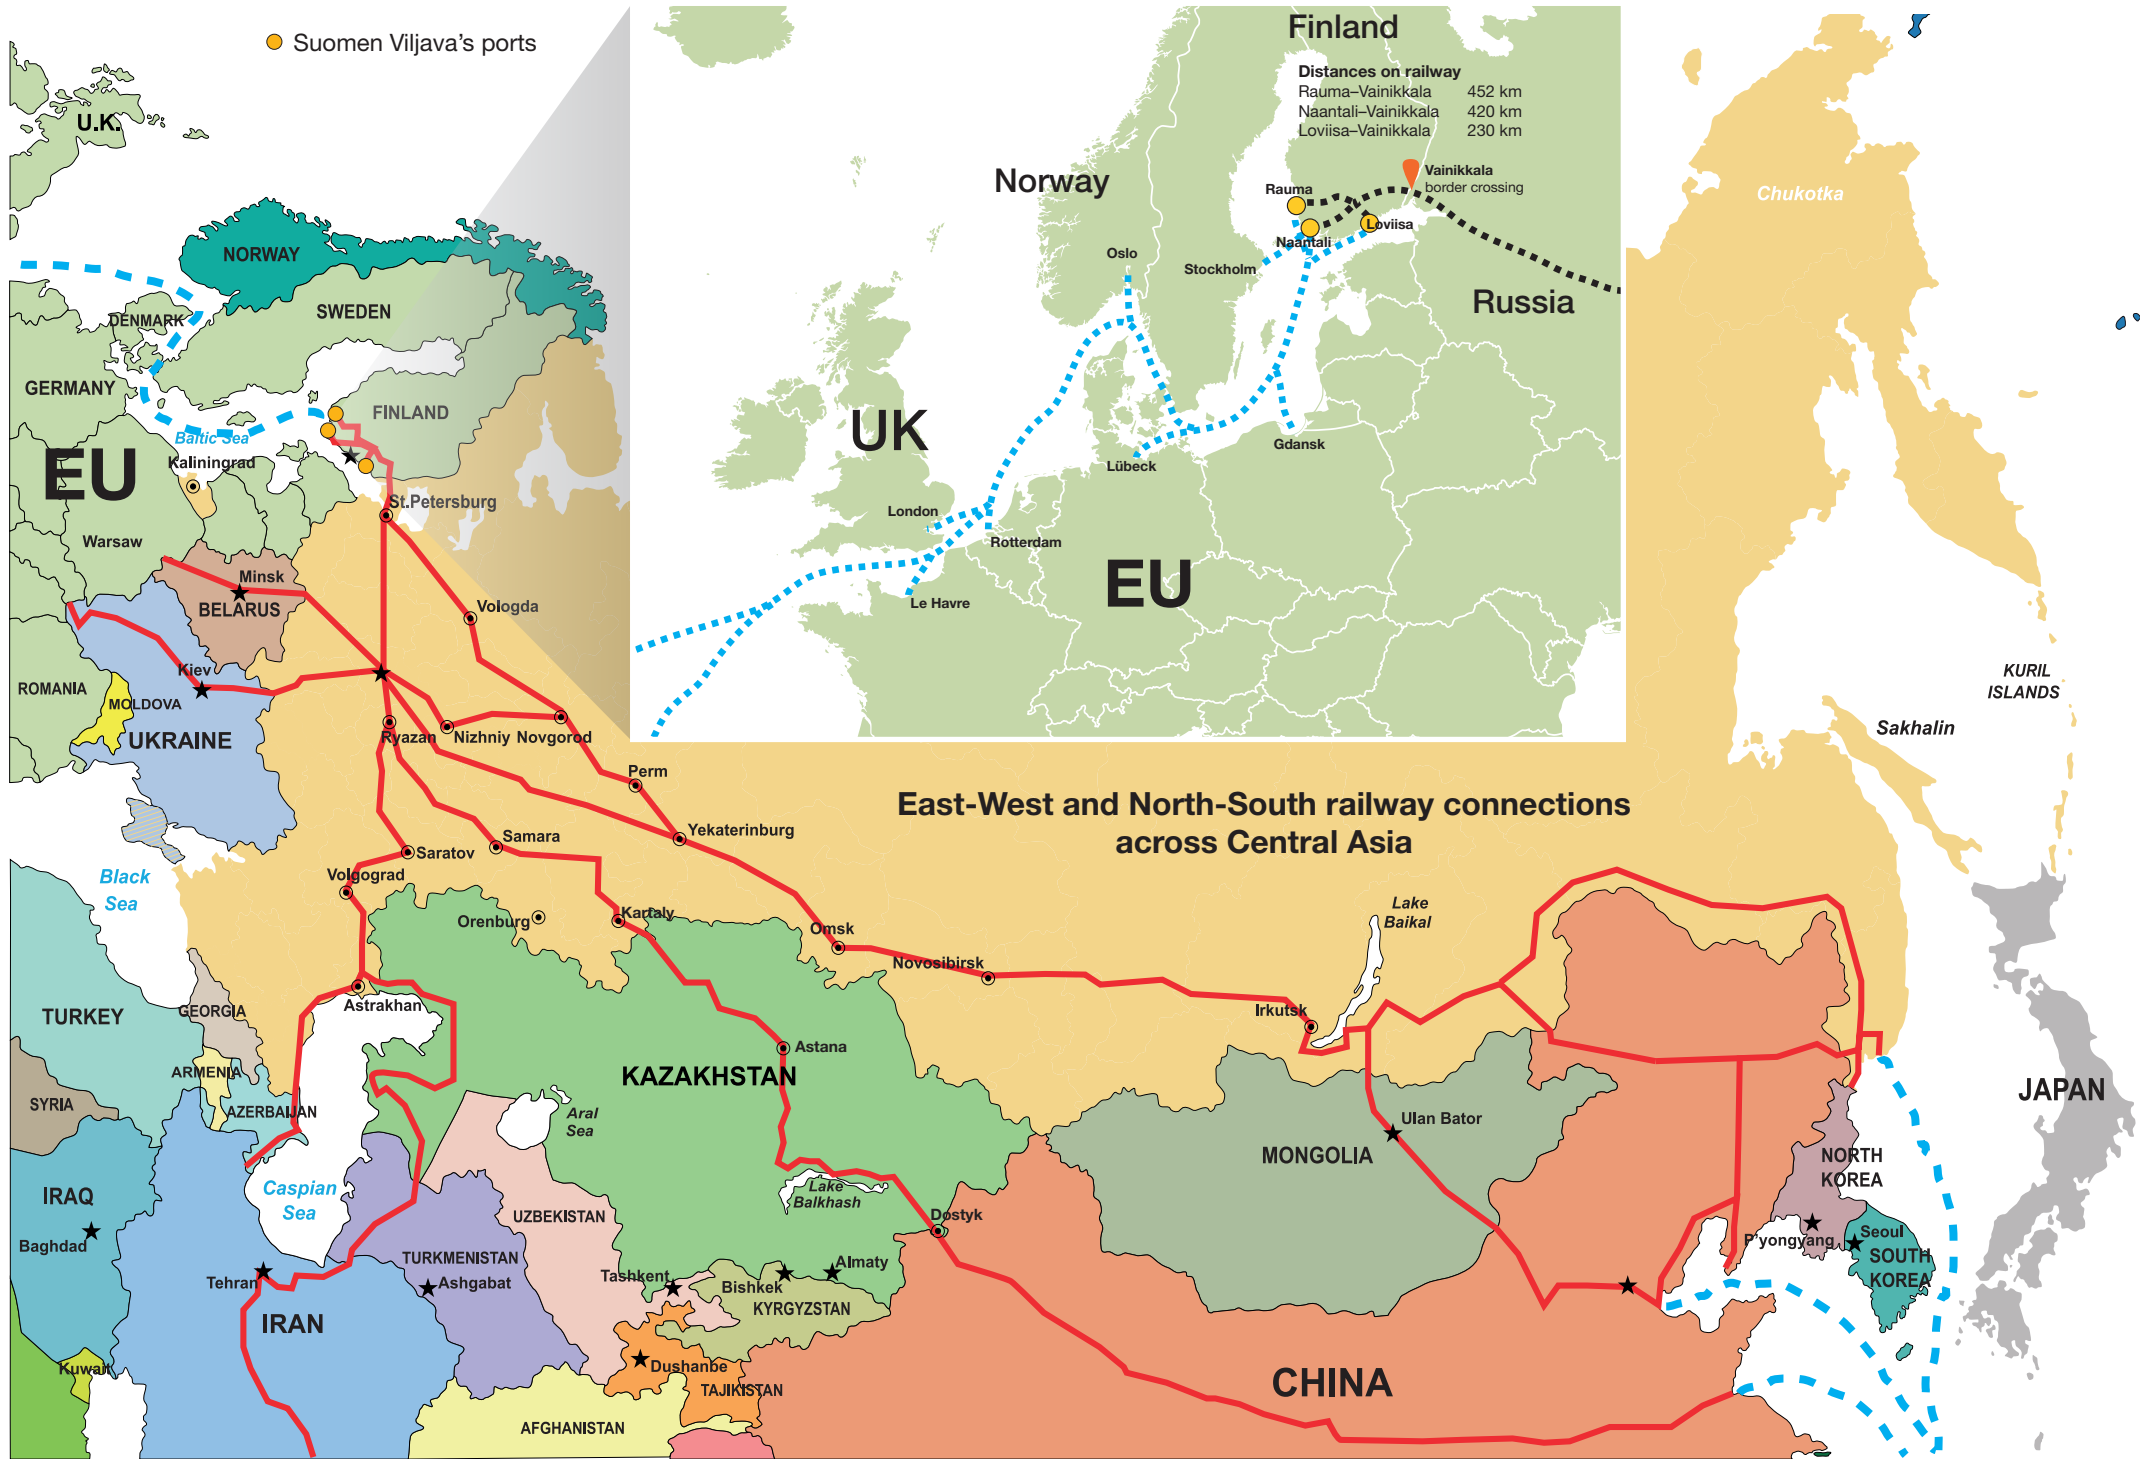 Suomen Viljava's ports
U.K.
NORWAY
SWEDEN
DENMARK
GERMANY
FINLAND
Baltic Sea
Kaliningrad
EU
St.Petersburg
Warsaw
Minsk
BELARUS
Vologda
Kiev
ROMANIA
MOLDOVA
UKRAINE
Ryazan
Nizhniy Novgorod
Perm
Yekaterinburg
Samara
Saratov
Volgograd
Orenburg
Kartaly
Omsk
Novosibirsk
Irkutsk
Lake
Baikal
Black
Sea
Astrakhan
TURKEY
GEORGIA
ARMENIA
AZERBAIJAN
SYRIA
IRAQ
Baghdad
Kuwait
Caspian
Sea
Tehran
IRAN
Astana
KAZAKHSTAN
Aral
Sea
Lake
Balkhash
UZBEKISTAN
TURKMENISTAN
Ashgabat
Tashkent
Bishkek
Almaty
KYRGYZSTAN
Dushanbe
TAJIKISTAN
AFGHANISTAN
Dostyk
MONGOLIA
Ulan Bator
CHINA
NORTH
KOREA
P'yongyang
Seoul
SOUTH
KOREA
JAPAN
Sakhalin
KURIL
ISLANDS
Chukotka
East-West and North-South railway connections
across Central Asia
Finland
Distances on railway
Rauma–Vainikkala 452 km
Naantali–Vainikkala 420 km
Loviisa–Vainikkala 230 km
Vainikkala
border crossing
Norway
Rauma
Loviisa
Naantali
Oslo
Stockholm
Russia
UK
Gdansk
Lübeck
London
Rotterdam
EU
Le Havre